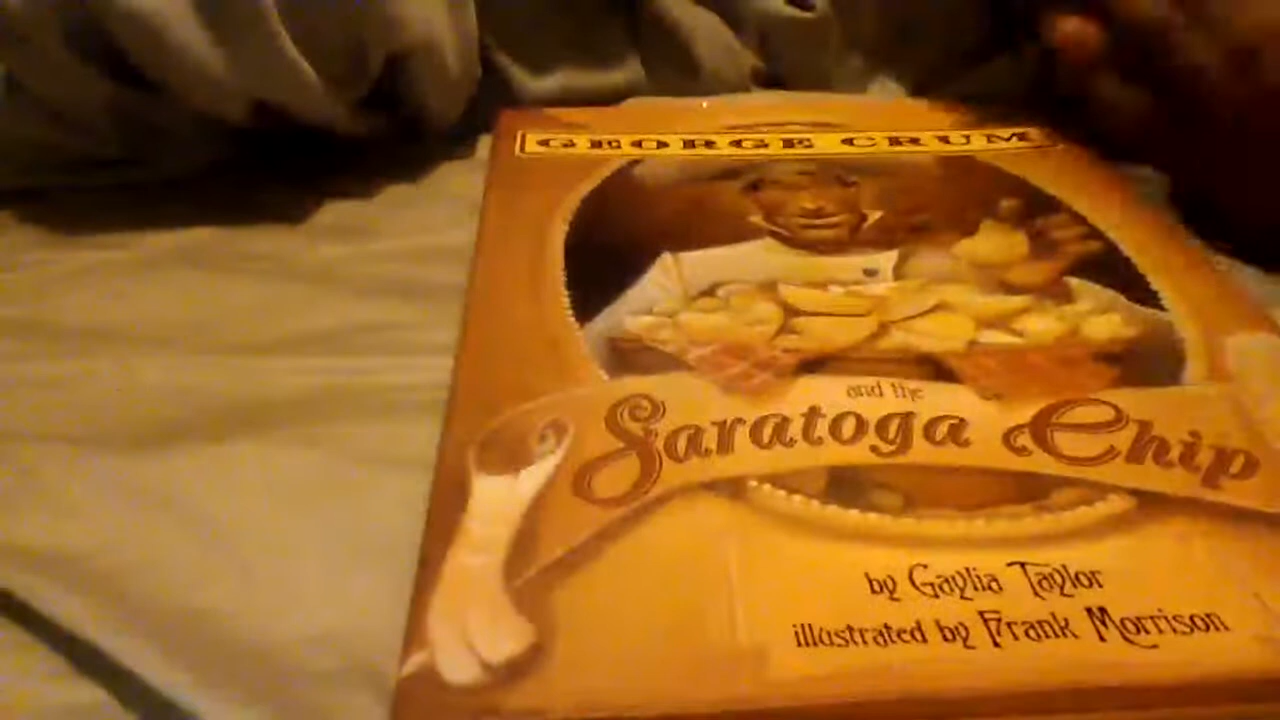 GEORGE CRUM
and the
Saratoga Chip
by Gaylia Taylor
illustrated by Frank Morrison